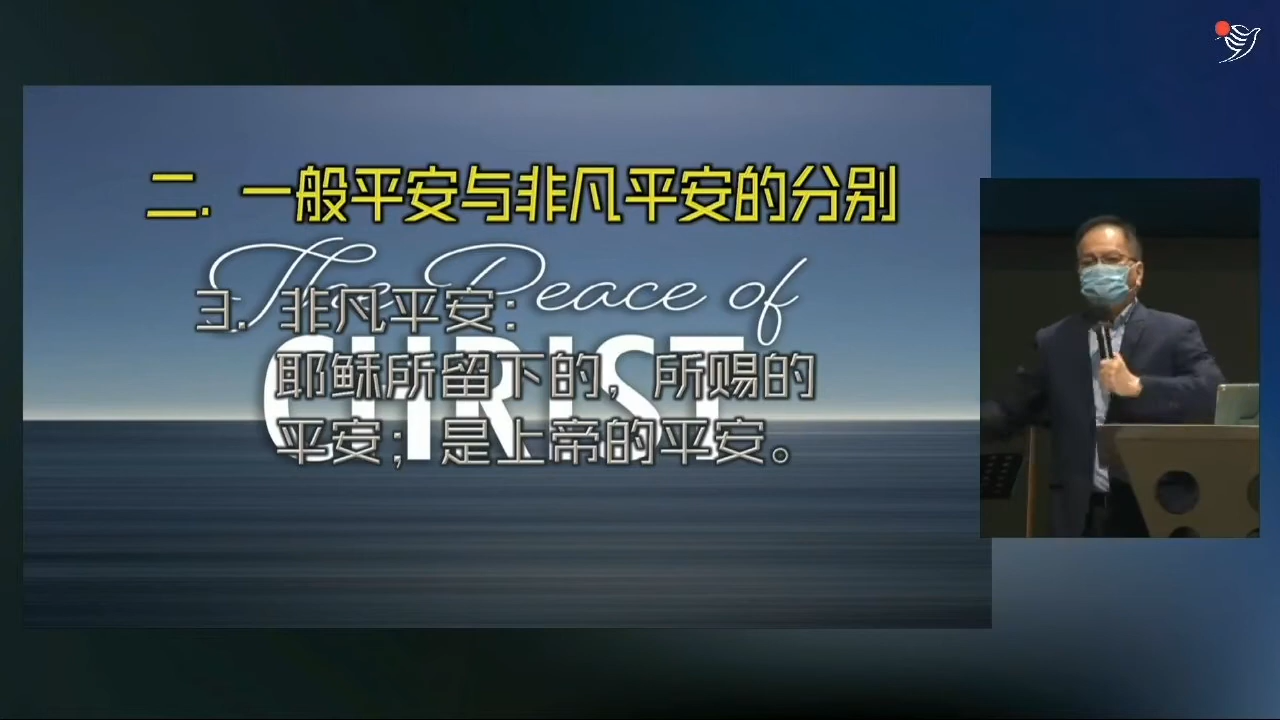 二. 一般平安与非凡平安的分别
The Peace of
CHRIST
3. 非凡平安：
耶稣所留下的，所赐的
平安；是上帝的平安。